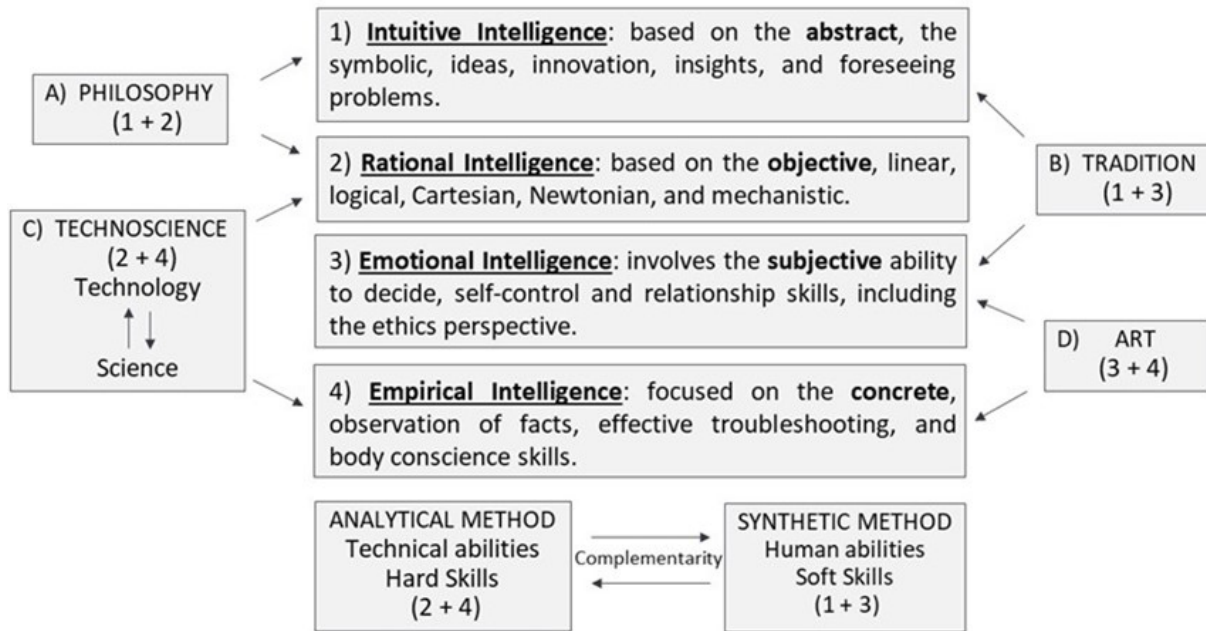 1) Intuitive Intelligence: based on the abstract, the
symbolic, ideas, innovation, insights, and foreseeing
problems.
A) PHILOSOPHY
(1 + 2)
2) Rational Intelligence: based on the objective, linear,
logical, Cartesian, Newtonian, and mechanistic.
B) TRADITION
(1 + 3)
C) TECHNOSCIENCE
(2 + 4)
Technology
Science
3) Emotional Intelligence: involves the subjective ability
to decide, self-control and relationship skills, including
the ethics perspective.
D) ART
(3 + 4)
4) Empirical Intelligence: focused on the concrete,
observation of facts, effective troubleshooting, and
body conscience skills.
ANALYTICAL METHOD
Technical abilities
Hard Skills
(2 + 4)
Complementarity
SYNTHETIC METHOD
Human abilities
Soft Skills
(1 + 3)